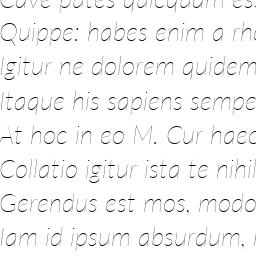 Cave pates quicquam es
Quippe: habes enim a rh
Igitur ne dolorem quidem
Itaque his sapiens sempe
At hoc in eo M. Cur haec
Collatio igitur ista te nihil
Gerendus est mos, modo
Iam id ipsum absurdum,